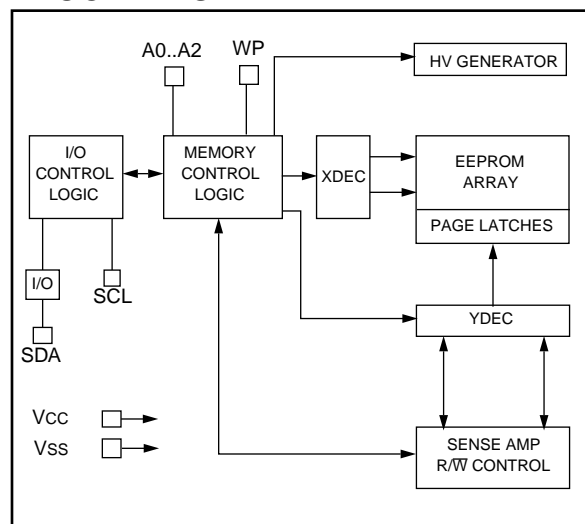 A0..A2
WP
HV GENERATOR
I/O
CONTROL
LOGIC
MEMORY
CONTROL
LOGIC
XDEC
EEPROM
ARRAY
PAGE LATCHES
I/O
SCL
SDA
YDEC
VCC
VSS
SENSE AMP
R/W̅ CONTROL